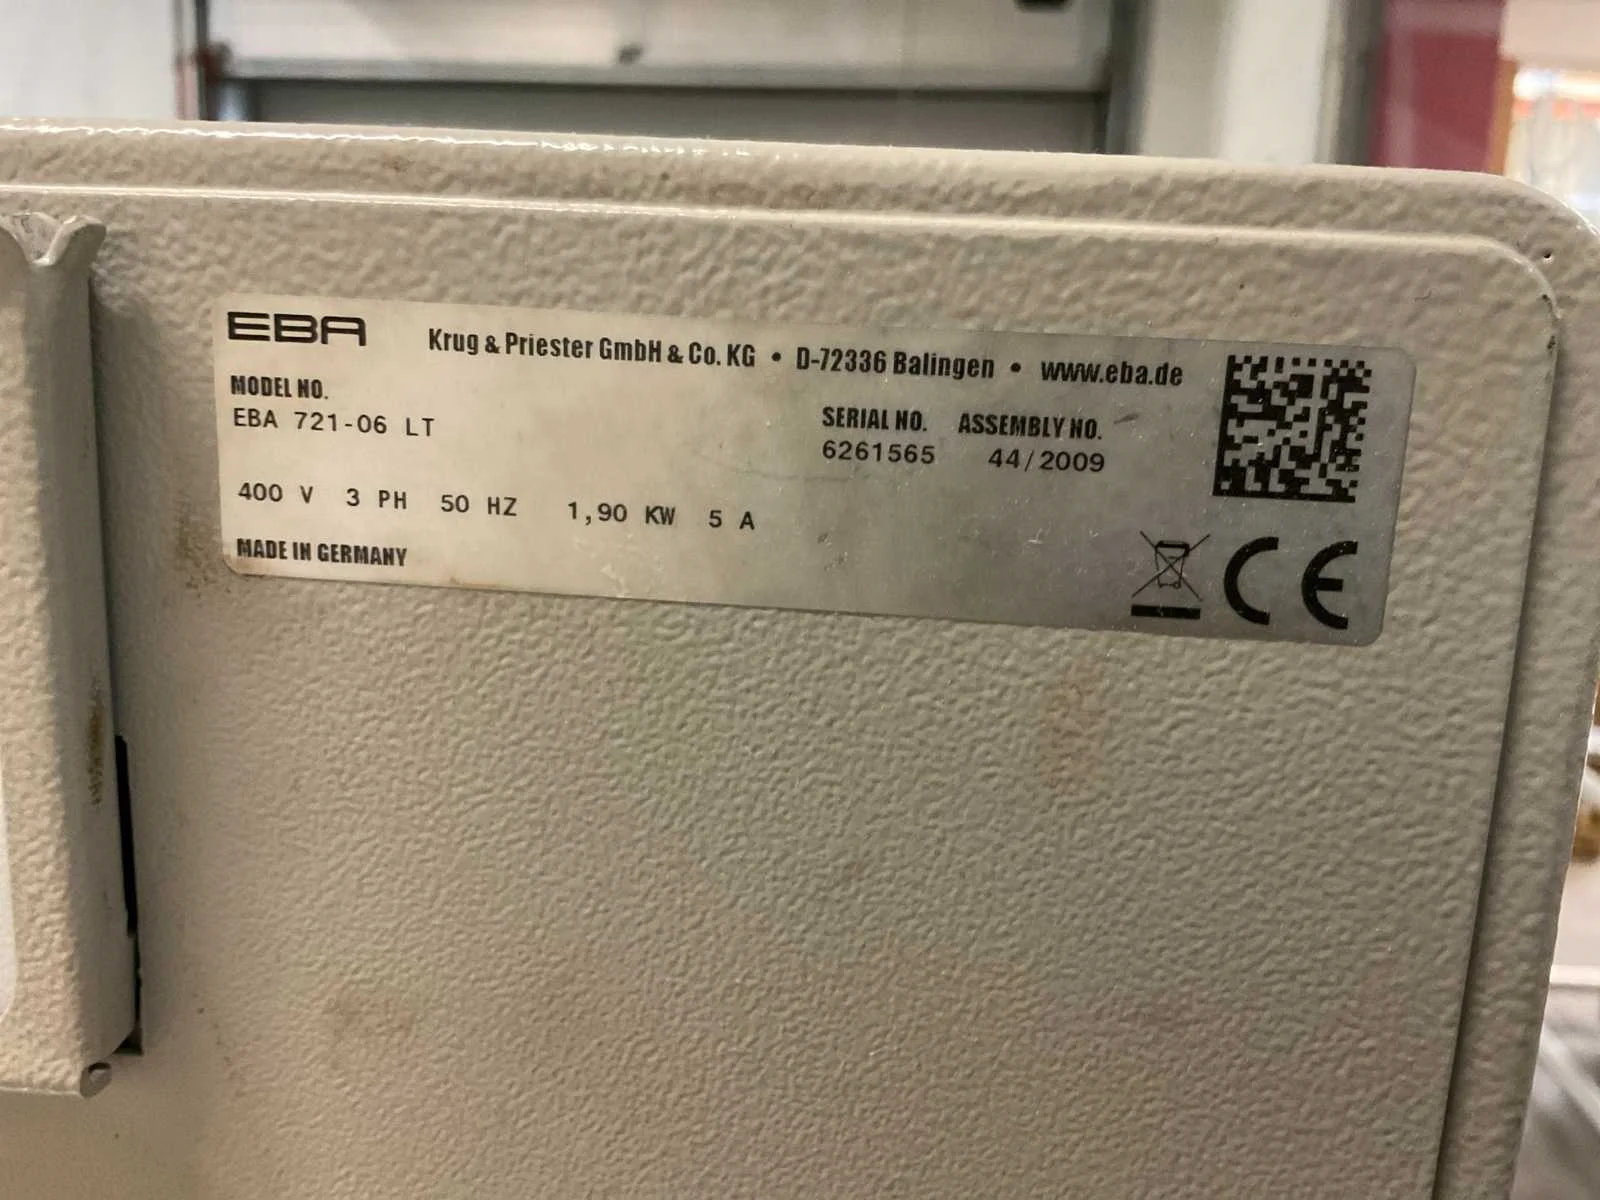 EBA Krug & Priester GmbH & Co. KG • D-72336 Balingen • www.eba.de
MODEL NO. SERIAL NO. ASSEMBLY NO.
EBA 721-06 LT 6261565 44/2009
400 V 3 PH 50 HZ 1,90 KW 5 A
MADE IN GERMANY CE